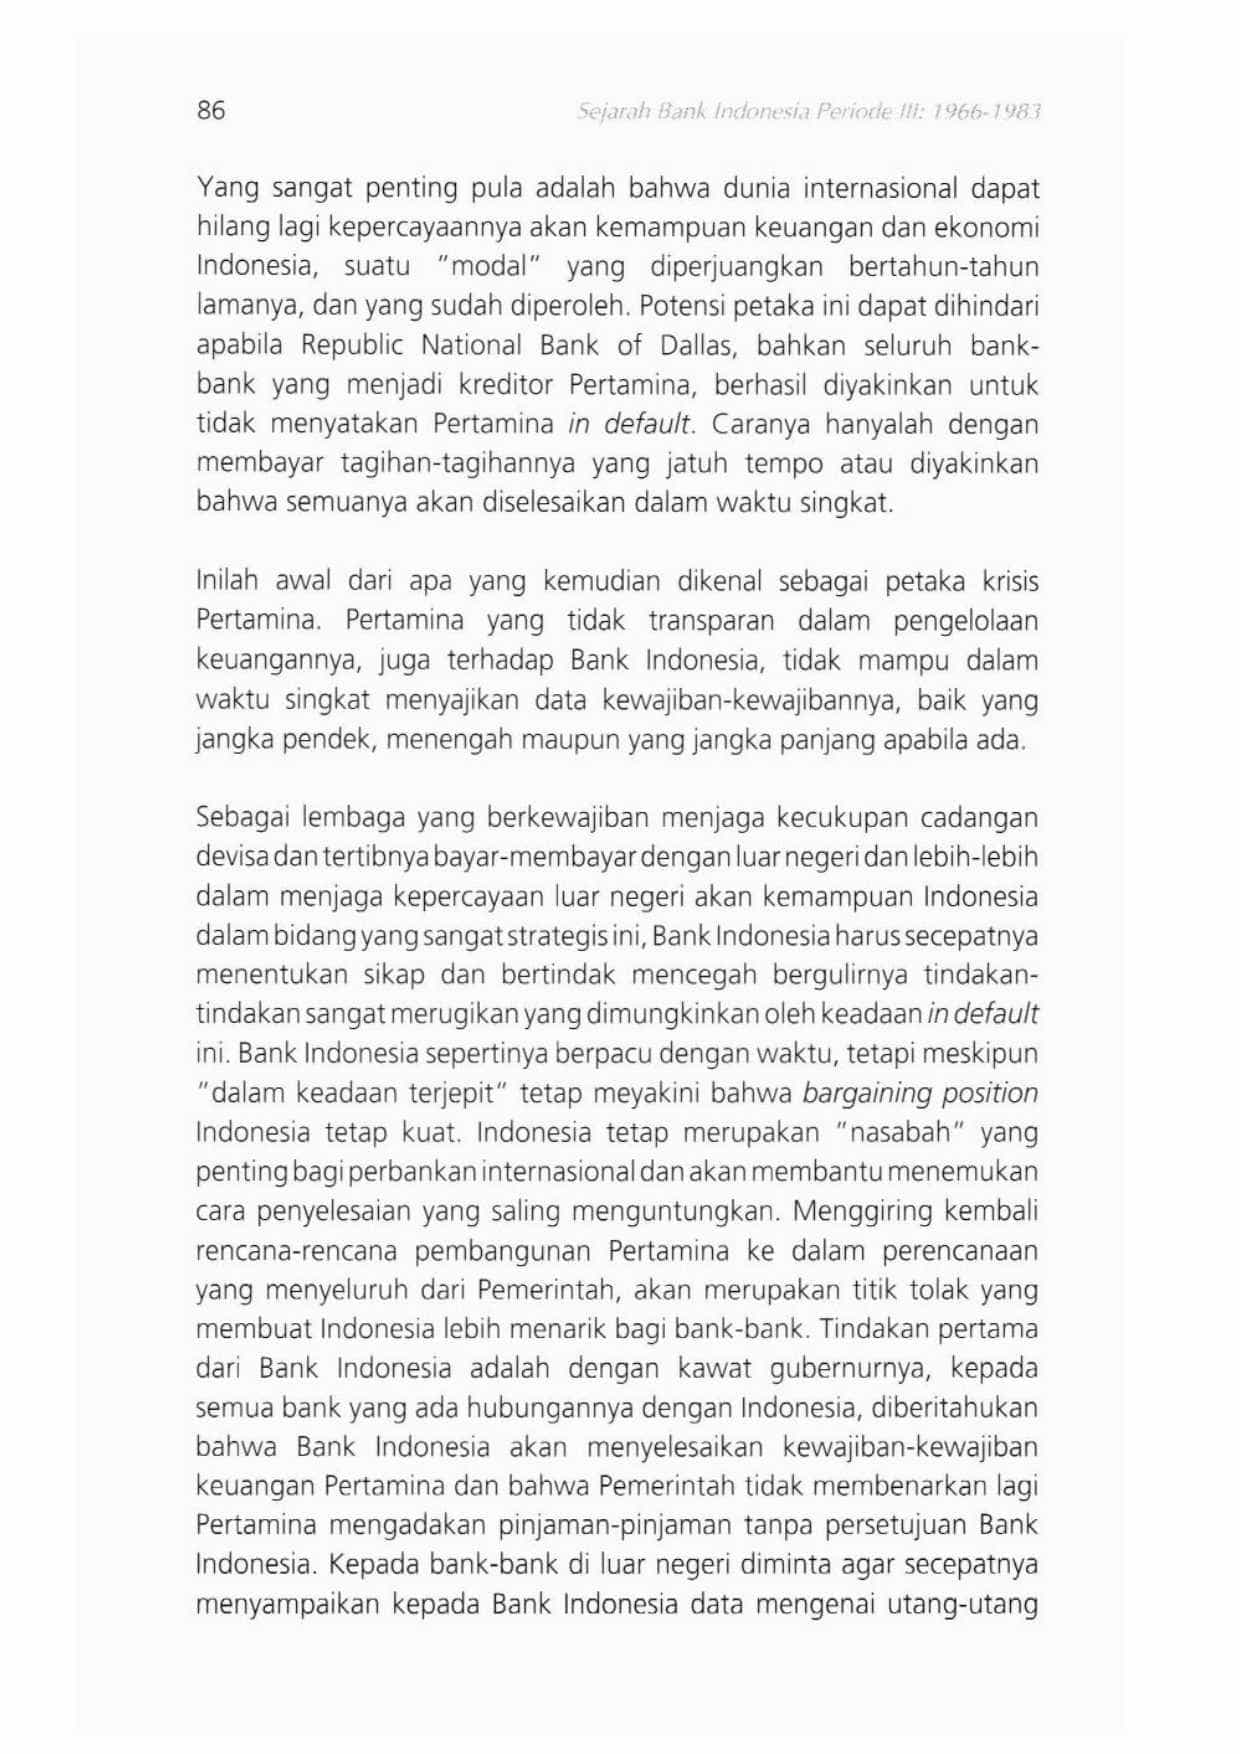 86
Sejarah Bank Indonesia Periode III: 1966-1983
Yang sangat penting pula adalah bahwa dunia internasional dapat
hilang lagi kepercayaannya akan kemampuan keuangan dan ekonomi
Indonesia, suatu "modal" yang diperjuangkan bertahun-tahun
lamanya, dan yang sudah diperoleh. Potensi petaka ini dapat dihindari
apabila Republic National Bank of Dallas, bahkan seluruh bank-
bank yang menjadi kreditor Pertamina, berhasil diyakinkan untuk
tidak menyatakan Pertamina in default. Caranya hanyalah dengan
membayar tagihan-tagihannya yang jatuh tempo atau diyakinkan
bahwa semuanya akan diselesaikan dalam waktu singkat.
Inilah awal dari apa yang kemudian dikenal sebagai petaka krisis
Pertamina. Pertamina yang tidak transparan dalam pengelolaan
keuangannya, juga terhadap Bank Indonesia, tidak mampu dalam
waktu singkat menyajikan data kewajiban-kewajibannya, baik yang
jangka pendek, menengah maupun yang jangka panjang apabila ada.
Sebagai lembaga yang berkewajiban menjaga kecukupan cadangan
devisa dan tertibnya bayar-membayar dengan luar negeri dan lebih-lebih
dalam menjaga kepercayaan luar negeri akan kemampuan Indonesia
dalam bidang yang sangat strategis ini, Bank Indonesia harus secepatnya
menentukan sikap dan bertindak mencegah bergulirnya tindakan-
tindakan sangat merugikan yang dimungkinkan oleh keadaan in default
ini. Bank Indonesia sepertinya berpacu dengan waktu, tetapi meskipun
"dalam keadaan terjepit" tetap meyakini bahwa bargaining position
Indonesia tetap kuat. Indonesia tetap merupakan "nasabah" yang
penting bagi perbankan internasional dan akan membantu menemukan
cara penyelesaian yang saling menguntungkan. Menggiring kembali
rencana-rencana pembangunan Pertamina ke dalam perencanaan
yang menyeluruh dari Pemerintah, akan merupakan titik tolak yang
membuat Indonesia lebih menarik bagi bank-bank. Tindakan pertama
dari Bank Indonesia adalah dengan kawat gubernurnya, kepada
semua bank yang ada hubungannya dengan Indonesia, diberitahukan
bahwa Bank Indonesia akan menyelesaikan kewajiban-kewajiban
keuangan Pertamina dan bahwa Pemerintah tidak membenarkan lagi
Pertamina mengadakan pinjaman-pinjaman tanpa persetujuan Bank
Indonesia. Kepada bank-bank di luar negeri diminta agar secepatnya
menyampaikan kepada Bank Indonesia data mengenai utang-utang